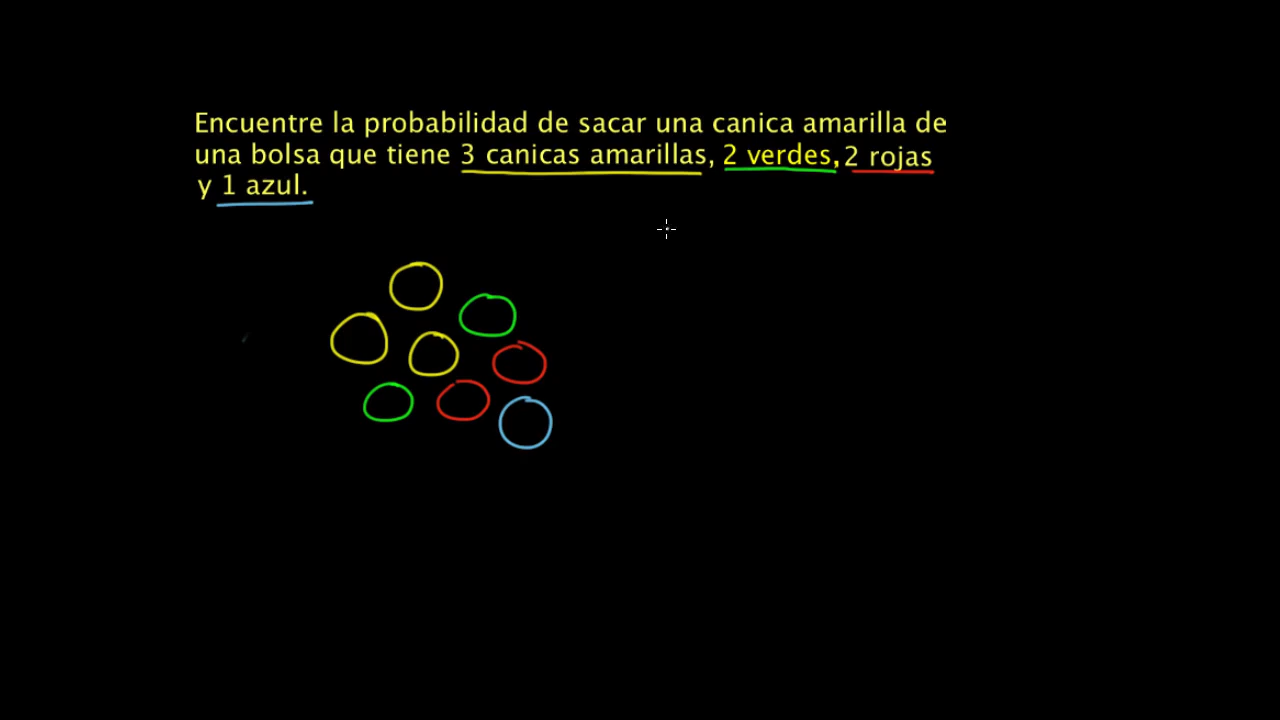 Encuentre la probabilidad de sacar una canica amarilla de
una bolsa que tiene 3 canicas amarillas, 2 verdes, 2 rojas
y 1 azul.